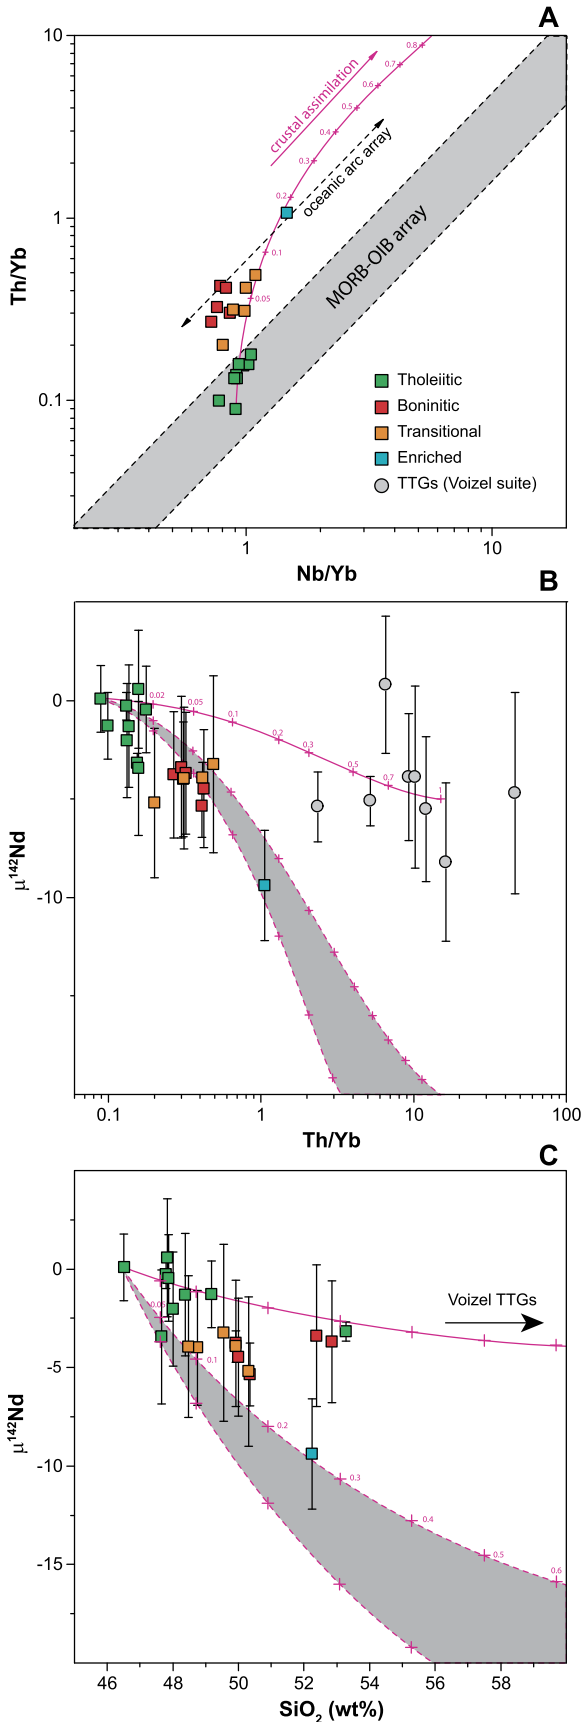 A
10
1
0.1
Th/Yb
crustal assimilation
oceanic arc array
MORB-OIB array
0.8
0.7
0.6
0.5
0.4
0.3
0.2
0.1
0.05
Tholeiitic
Boninitic
Transitional
Enriched
TTGs (Voizel suite)
1
10
Nb/Yb
B
0
-10
μ¹⁴²Nd
0.02
0.05
0.1
0.2
0.3
0.5
0.7
1
0.1
1
10
100
Th/Yb
C
0
-5
-10
-15
μ¹⁴²Nd
Voizel TTGs
0.05
0.1
0.2
0.3
0.4
0.5
0.6
46
48
50
52
54
56
58
SiO₂ (wt%)